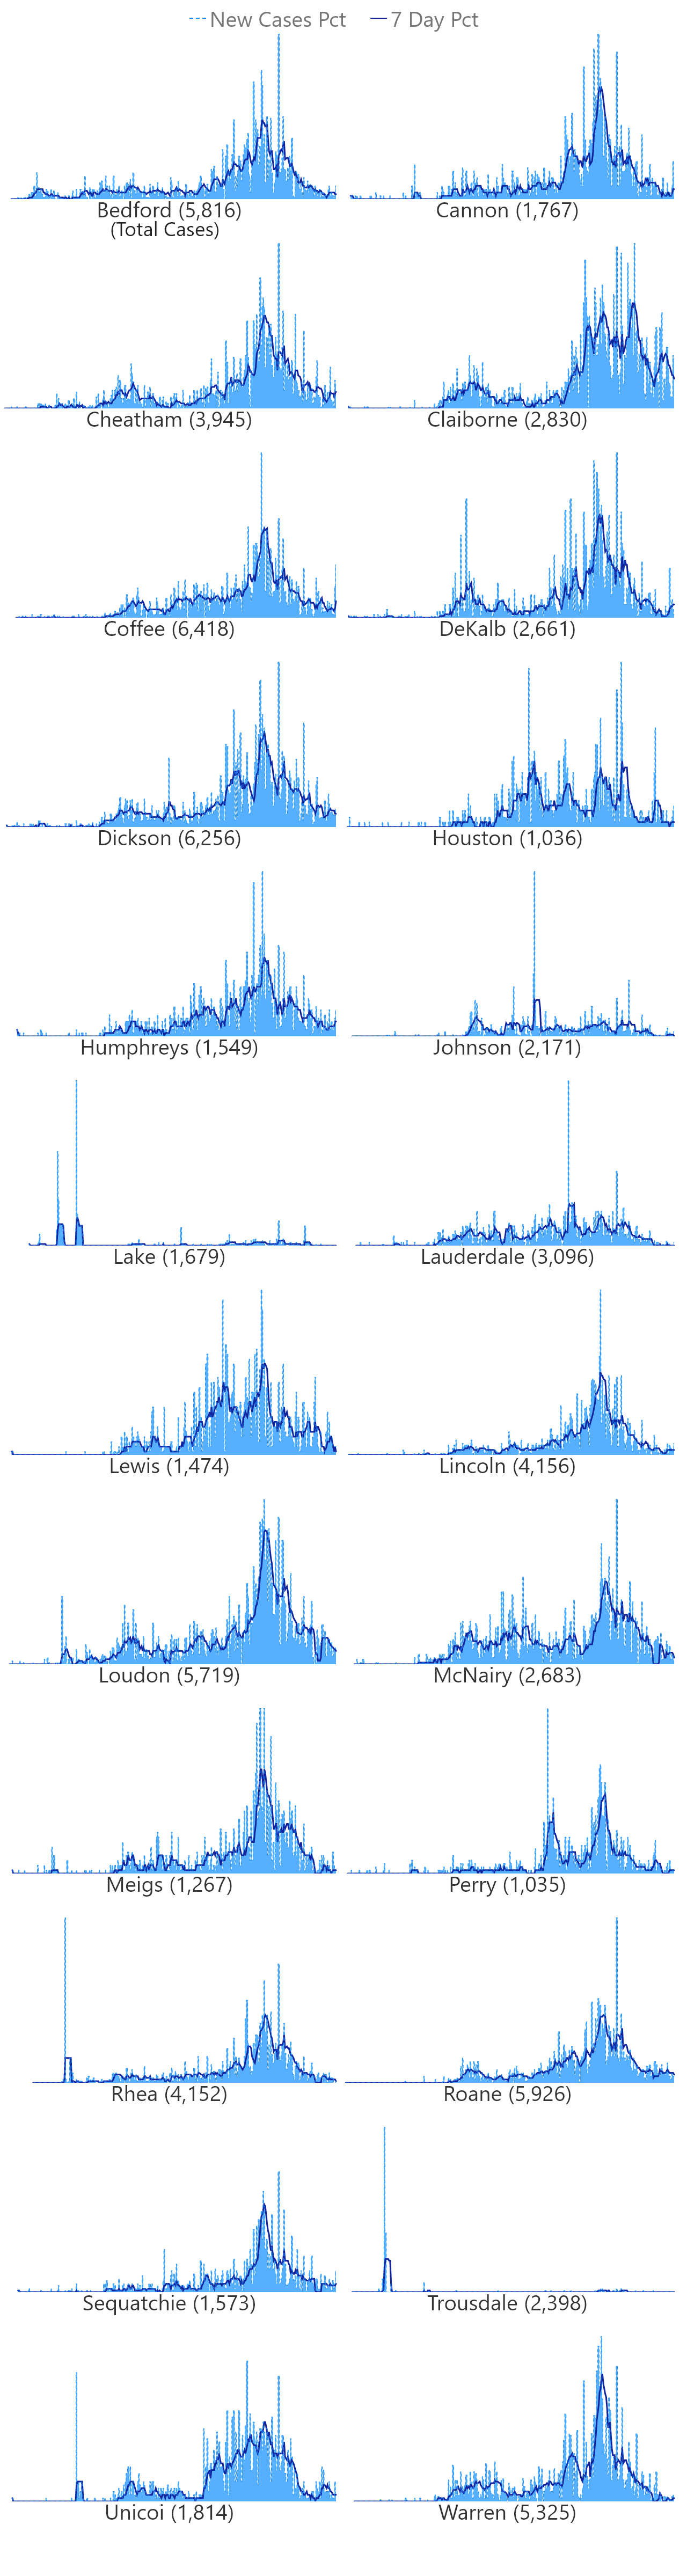 New Cases Pct 7 Day Pct
Bedford (5,816) Cannon (1,767)
(Total Cases)
Cheatham (3,945) Claiborne (2,830)
Coffee (6,418) DeKalb (2,661)
Dickson (6,256) Houston (1,036)
Humphreys (1,549) Johnson (2,171)
Lake (1,679) Lauderdale (3,096)
Lewis (1,474) Lincoln (4,156)
Loudon (5,719) McNairy (2,683)
Meigs (1,267) Perry (1,035)
Rhea (4,152) Roane (5,926)
Sequatchie (1,573) Trousdale (2,398)
Unicoi (1,814) Warren (5,325)